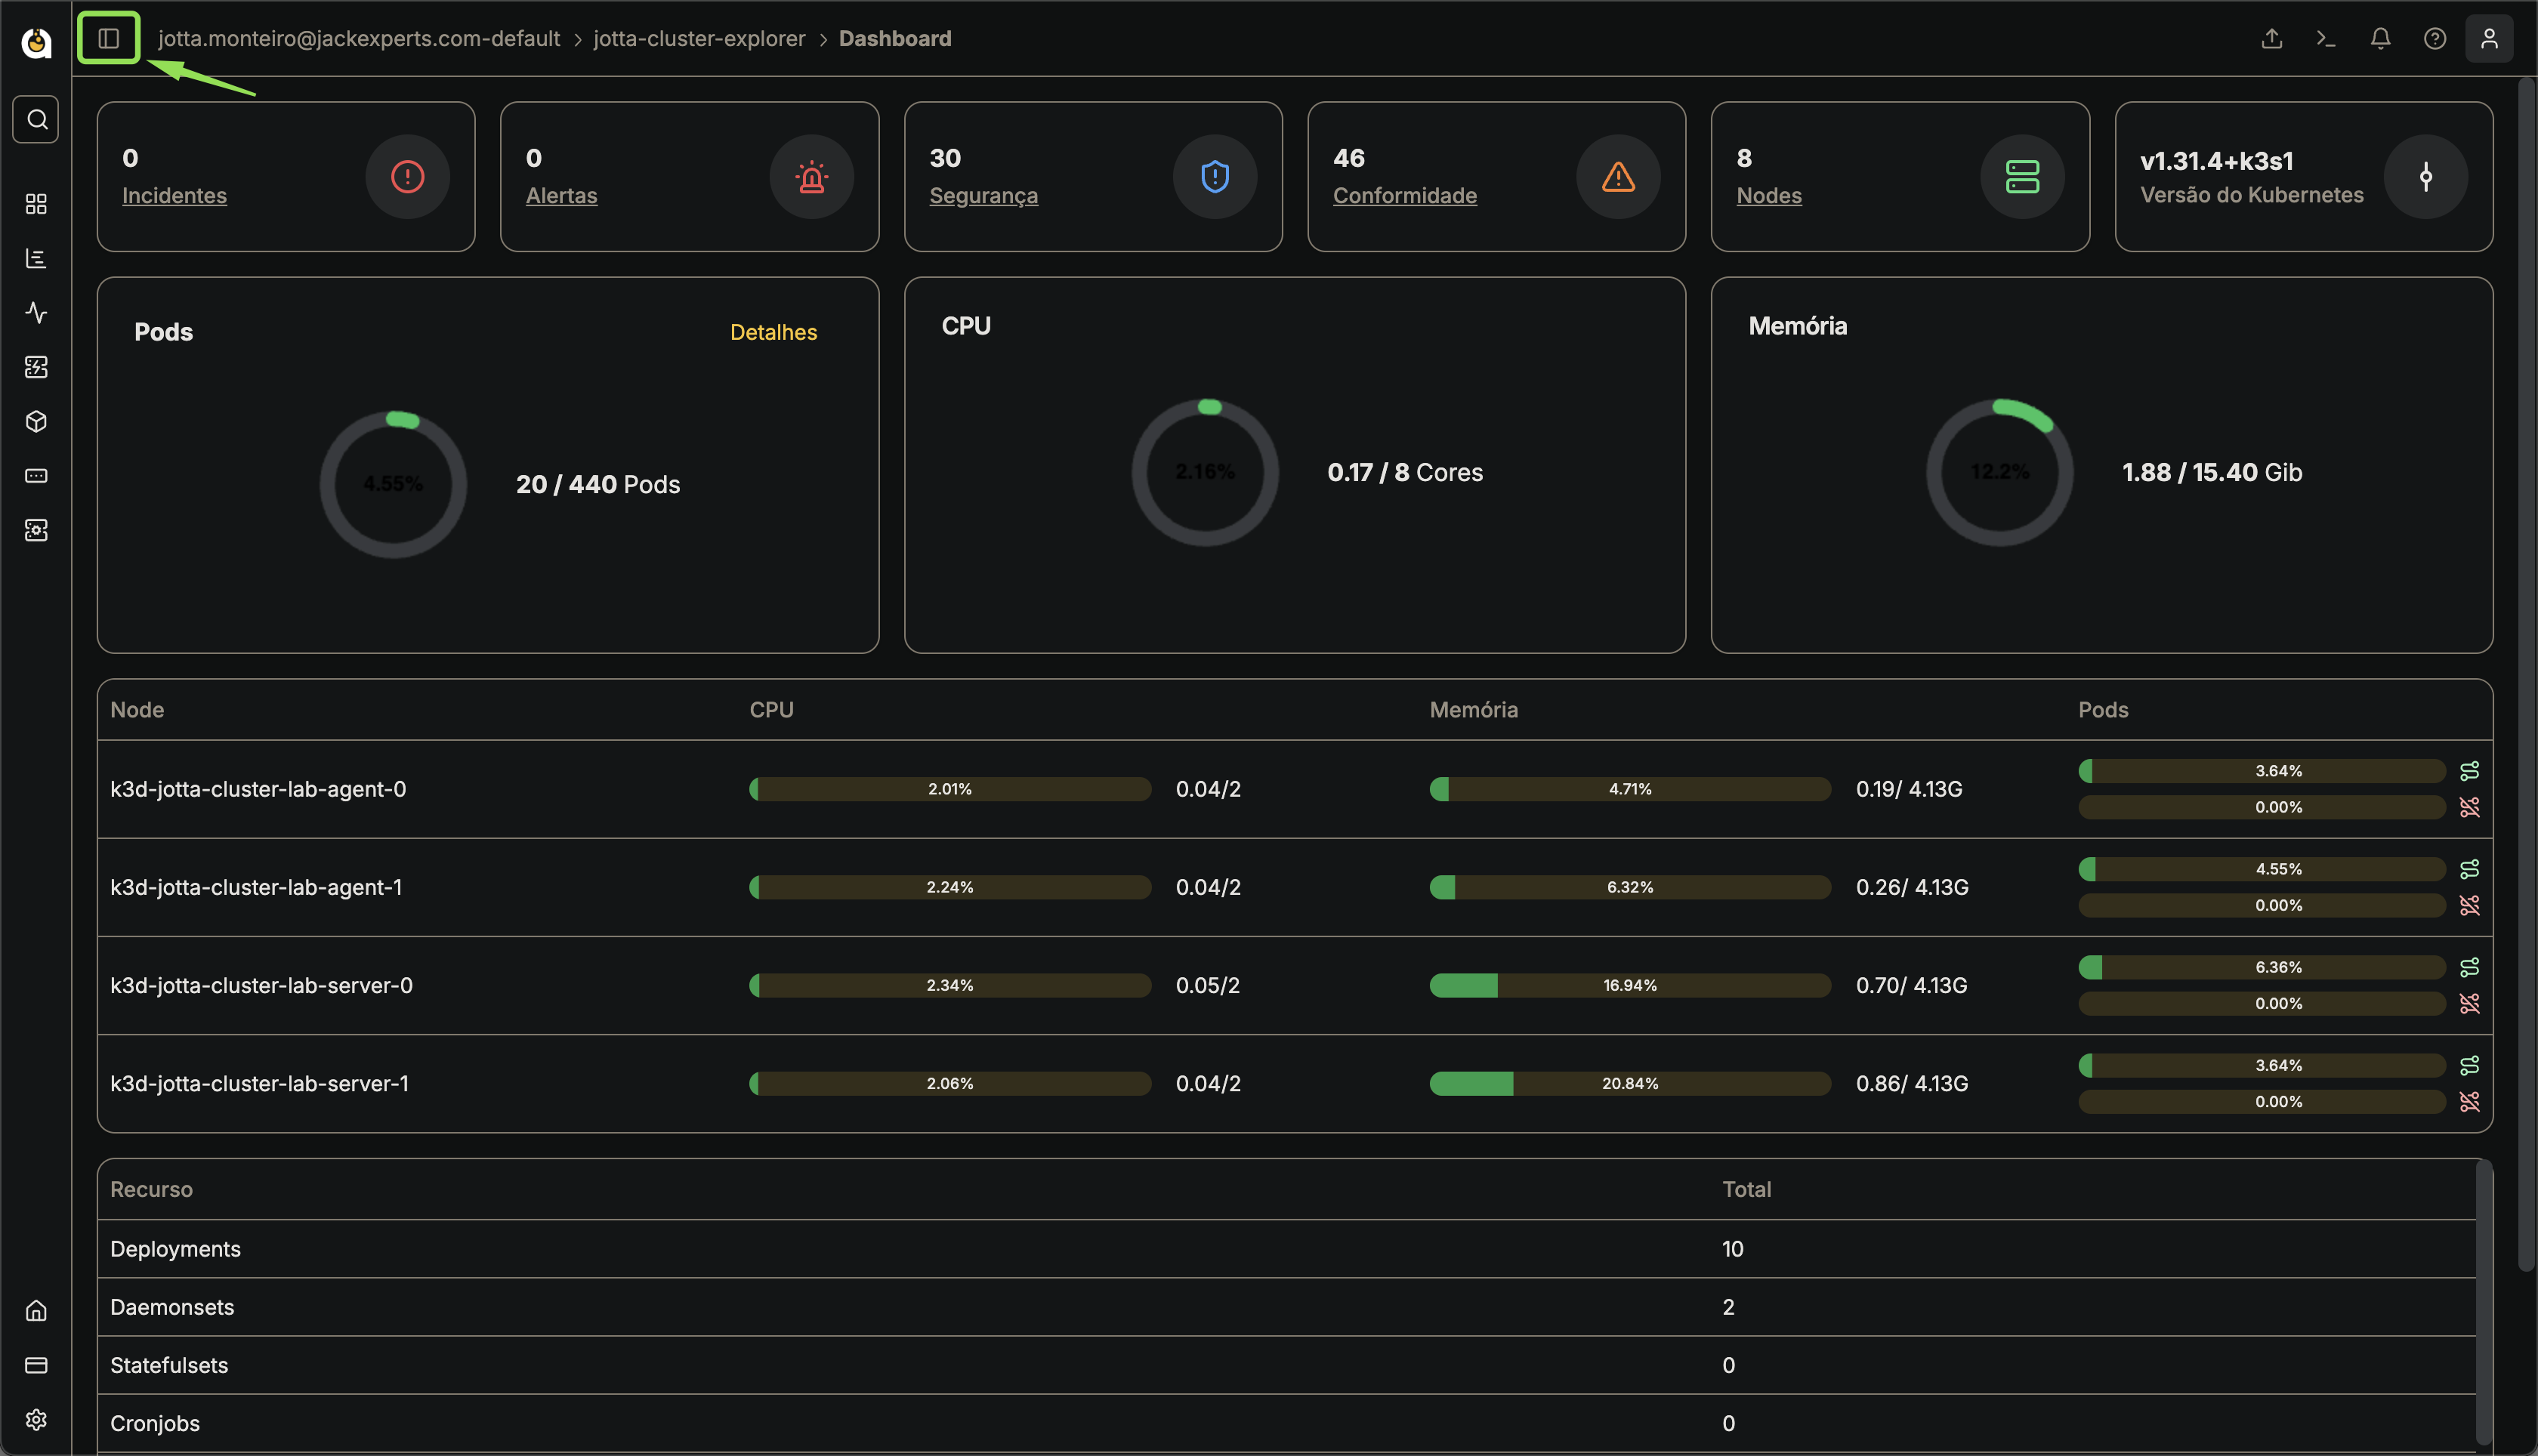 jotta.monteiro@jackexperts.com-default > jotta-cluster-explorer > Dashboard
0
Incidentes
0
Alertas
30
Segurança
46
Conformidade
8
Nodes
v1.31.4+k3s1
Versão do Kubernetes
Pods
Detalhes
4.55%
20 / 440 Pods
CPU
2.16%
0.17 / 8 Cores
Memória
12.2%
1.88 / 15.40 Gib
Node CPU Memória Pods
k3d-jotta-cluster-lab-agent-0 2.01% 0.04/2 4.71% 0.19/ 4.13G 3.64%
0.00%
k3d-jotta-cluster-lab-agent-1 2.24% 0.04/2 6.32% 0.26/ 4.13G 4.55%
0.00%
k3d-jotta-cluster-lab-server-0 2.34% 0.05/2 16.94% 0.70/ 4.13G 6.36%
0.00%
k3d-jotta-cluster-lab-server-1 2.06% 0.04/2 20.84% 0.86/ 4.13G 3.64%
0.00%
Recurso Total
Deployments 10
Daemonsets 2
Statefulsets 0
Cronjobs 0